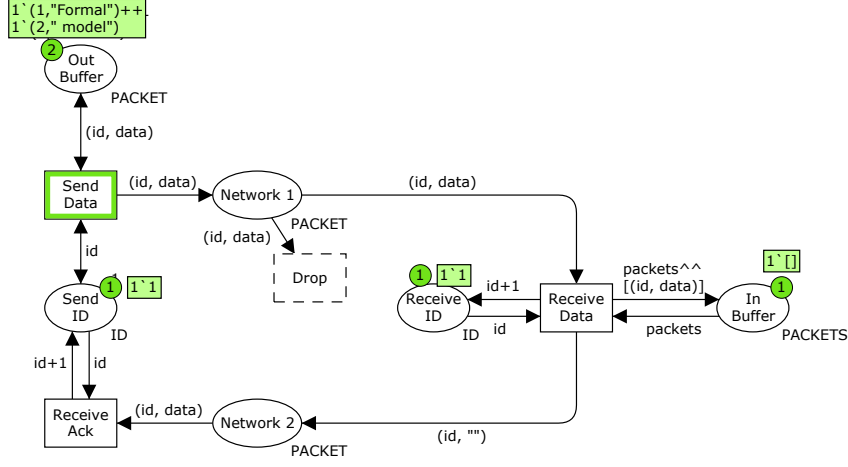 1`(1,"Formal")++
1`(2," model")
2
Out
Buffer
PACKET
(id, data)
Send
Data
(id, data)
Network 1
(id, data)
PACKET
(id, data)
Drop
id
1
1`1
Send
ID
ID
1
1`1
Receive
ID
ID
id+1
id
Receive
Data
packets^^
[(id, data)]
packets
1`[]
1
In
Buffer
PACKETS
id+1
id
Receive
Ack
(id, data)
Network 2
PACKET
(id, "")